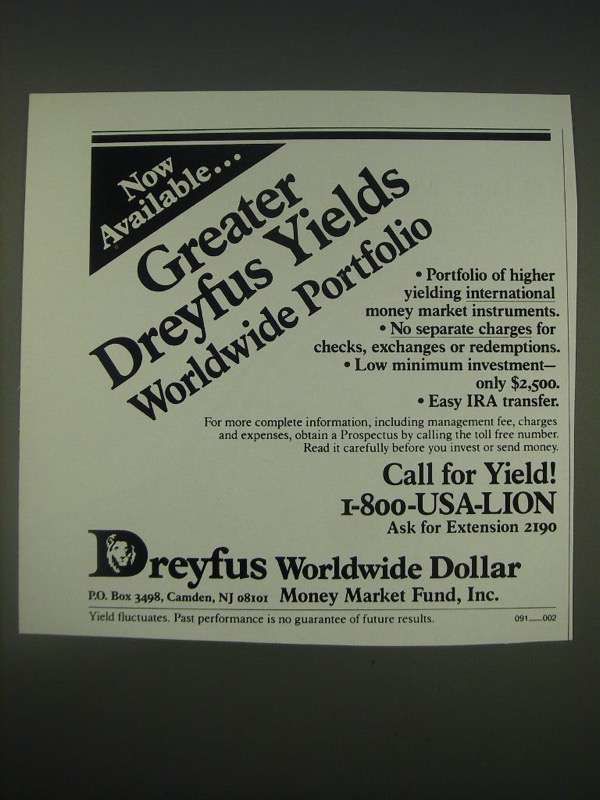 Now
Available...
Greater
Dreyfus Yields
Worldwide Portfolio
• Portfolio of higher
yielding international
money market instruments.
• No separate charges for
checks, exchanges or redemptions.
• Low minimum investment—
only $2,500.
• Easy IRA transfer.
For more complete information, including management fee, charges
and expenses, obtain a Prospectus by calling the toll free number.
Read it carefully before you invest or send money.
Call for Yield!
1-800-USA-LION
Ask for Extension 2190
Dreyfus Worldwide Dollar
P.O. Box 3498, Camden, NJ 08101 Money Market Fund, Inc.
Yield fluctuates. Past performance is no guarantee of future results. 091___002